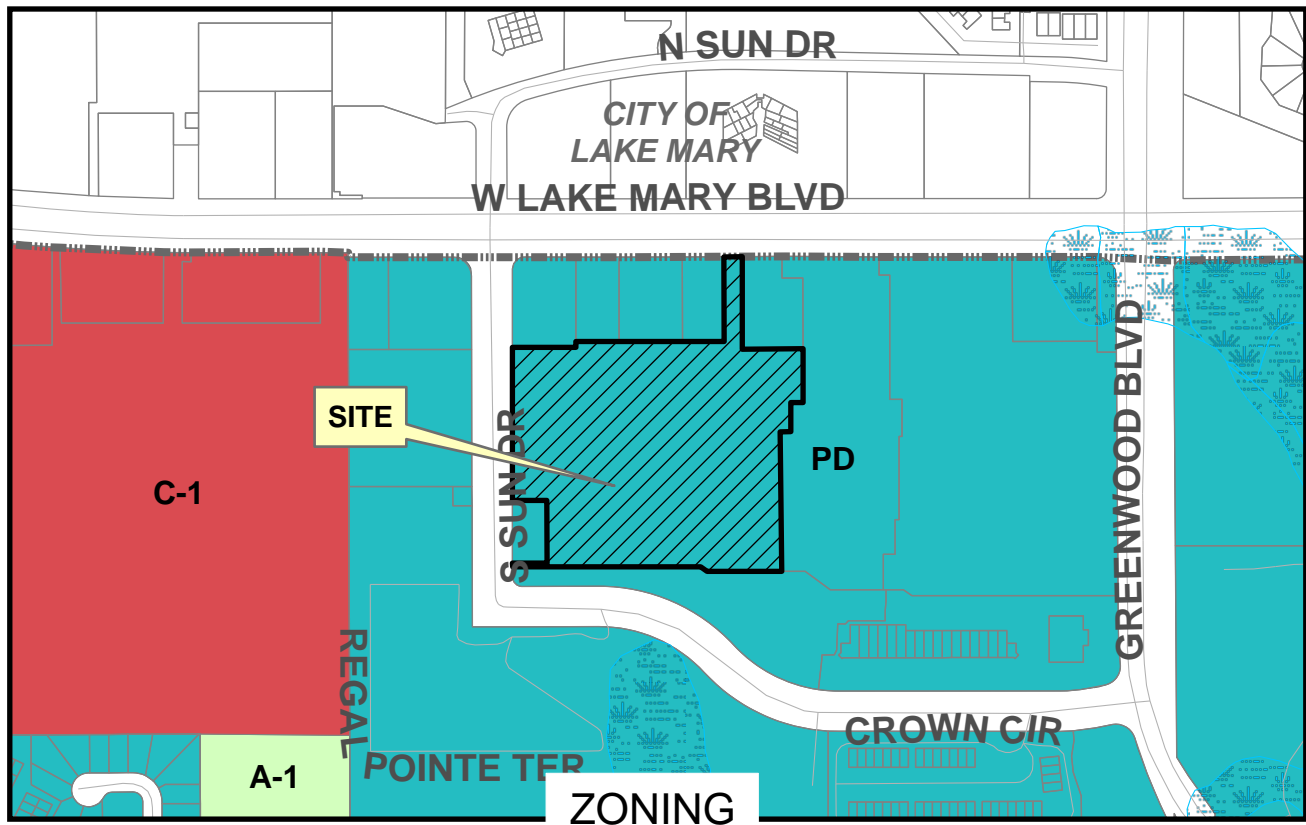 N SUN DR
CITY OF
LAKE MARY
W LAKE MARY BLVD
SITE
S SUN DR
PD
C-1
GREENWOOD BLVD
REGAL
POINTE TER
CROWN CIR
A-1
ZONING